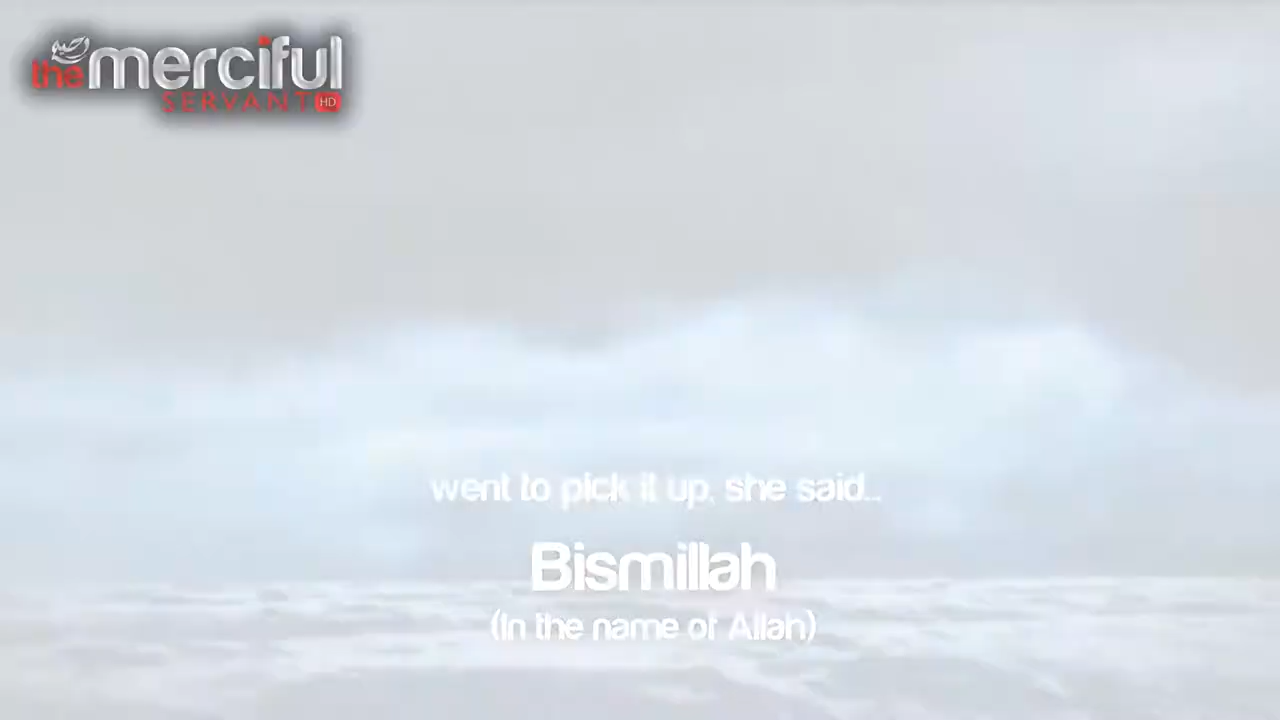 the merciful
SERVANT HD
went to pick it up, she said..
Bismillah
(In the name of Allah)